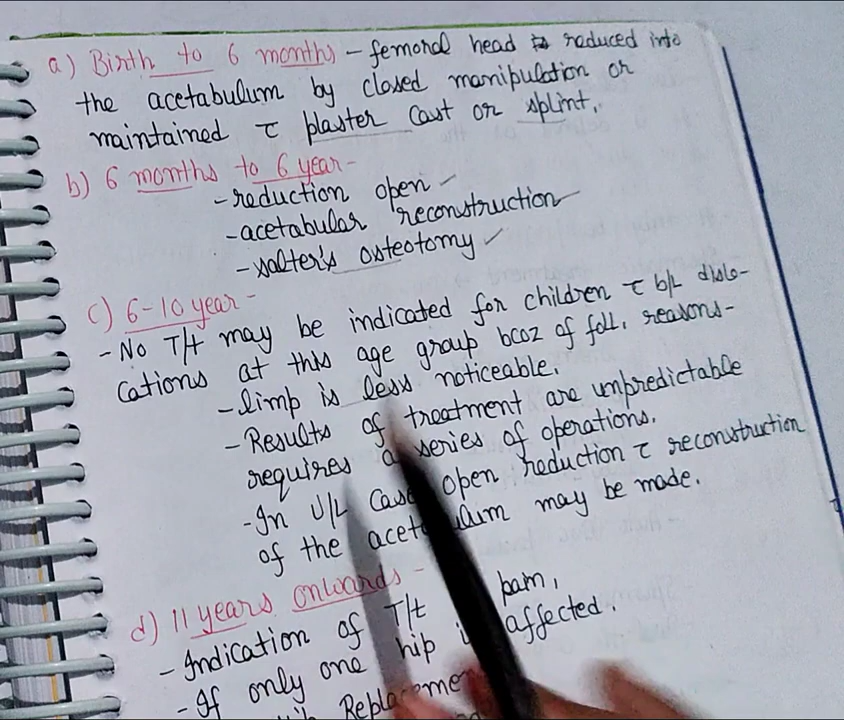 a) Birth to 6 months - femoral head is reduced into
the acetabulum by closed manipulation or
maintained c̄ plaster cast or splint.
b) 6 months to 6 year-
-reduction open ✓
-acetabular reconstruction ✓
-salter's osteotomy ✓
c) 6-10 year -
-No T/t may be indicated for children c̄ b/L dislo-
cations at this age group bcoz of foll. reasons-
-limp is less noticeable.
-Results of treatment are unpredictable
requires a series of operations.
-In U/L case open reduction c̄ reconstruction
of the acetabulum may be made.
d) 11 years onwards -
-Indication of T/t pain,
-If only one hip is affected.
Replacement